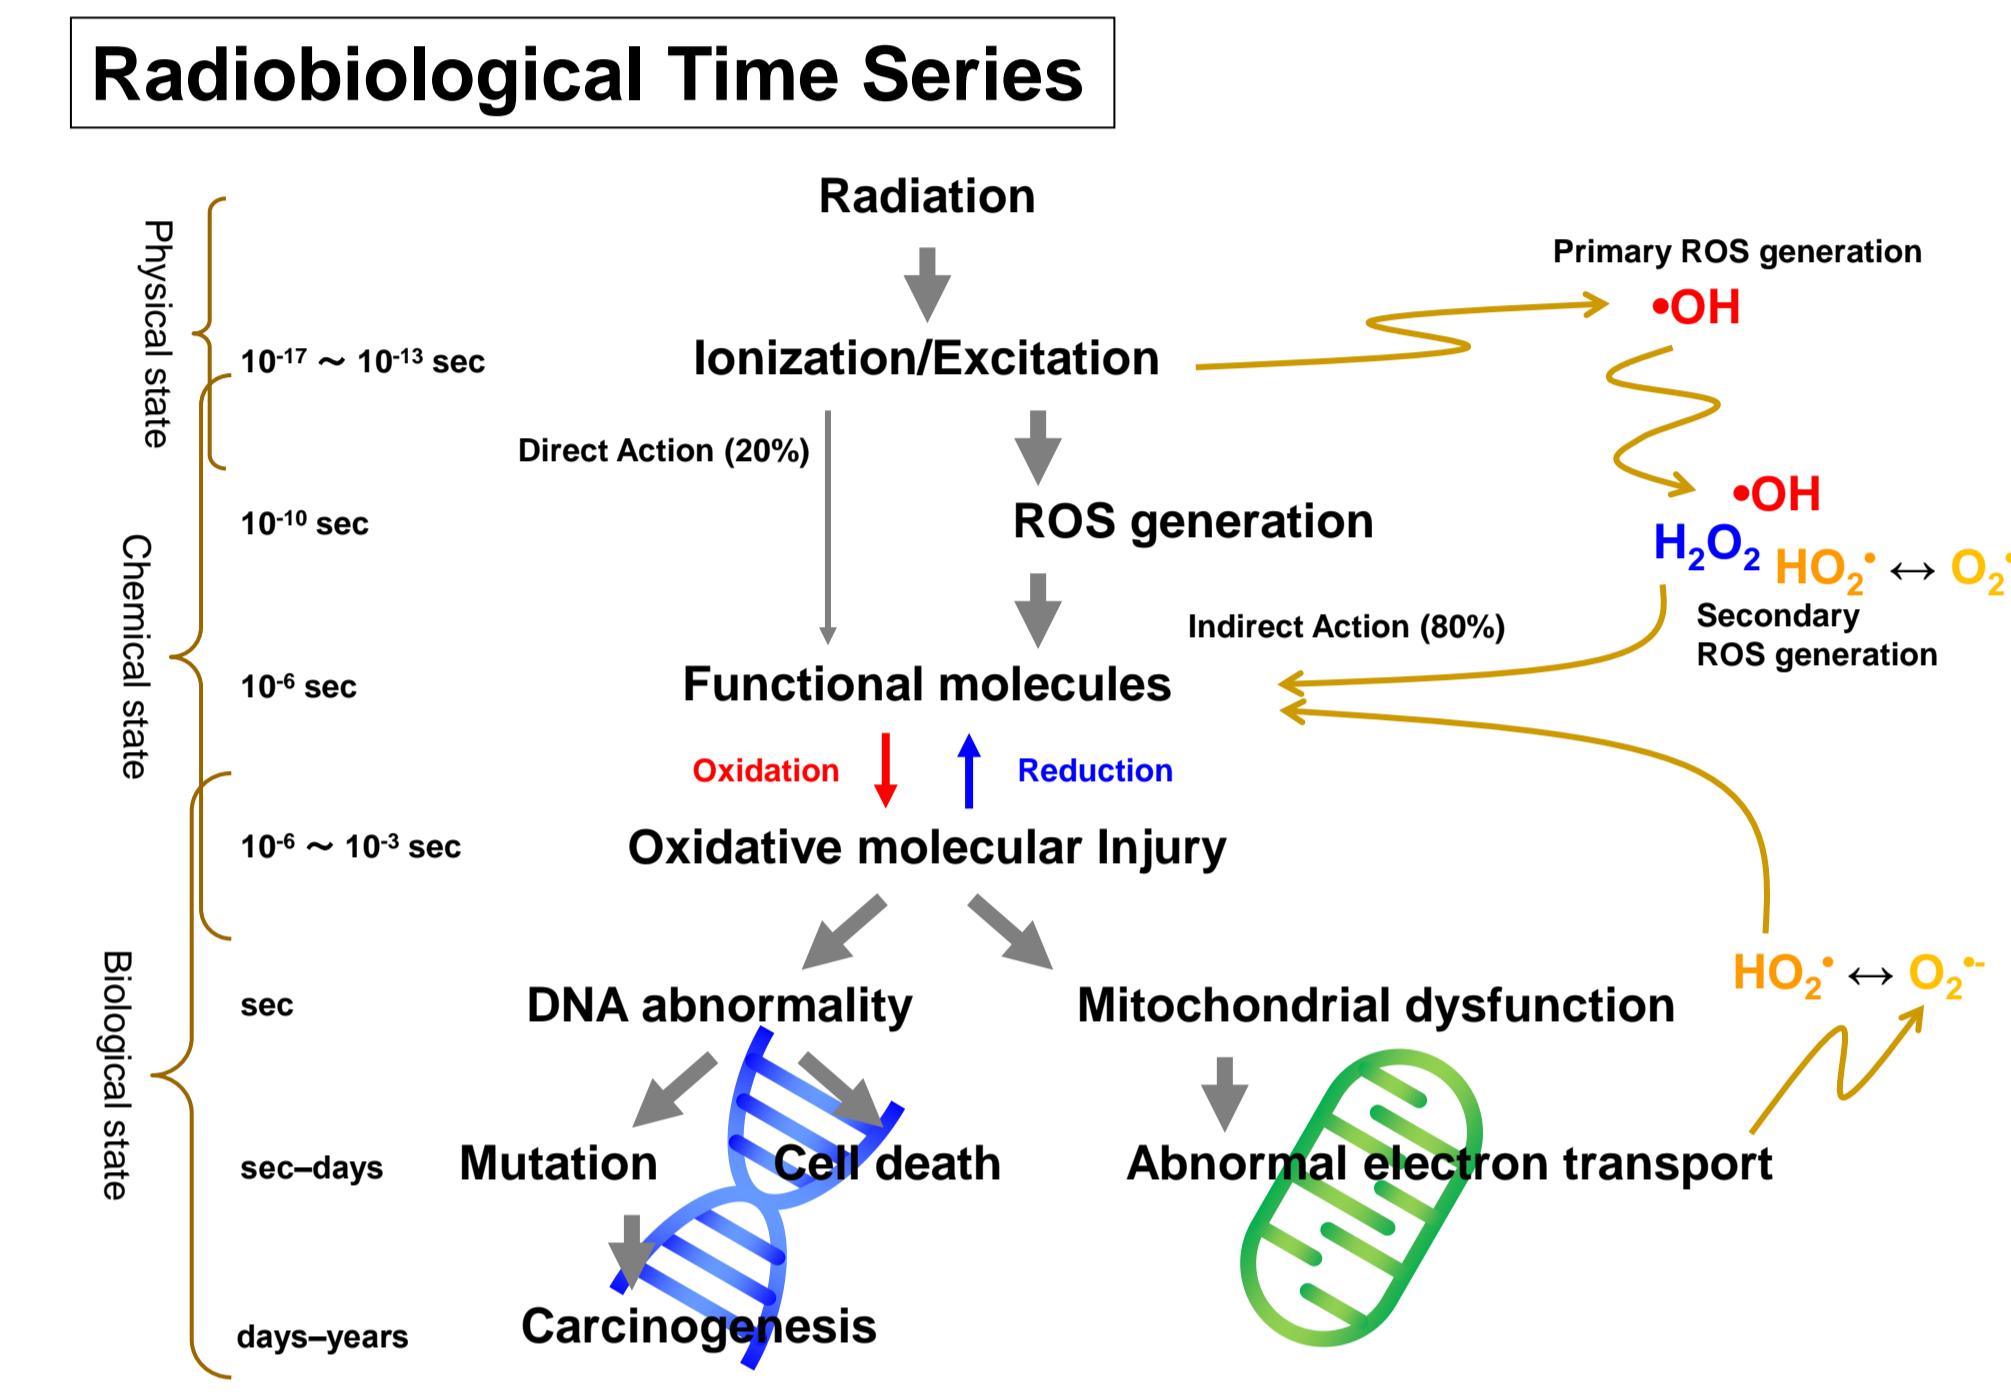 Radiobiological Time Series
Radiation
Physical state
Primary ROS generation
•OH
10⁻¹⁷ ～ 10⁻¹³ sec
Ionization/Excitation
Direct Action (20%)
10⁻¹⁰ sec
ROS generation
•OH
H₂O₂
HO₂• ↔ O₂•
Secondary
ROS generation
Chemical state
Indirect Action (80%)
10⁻⁶ sec
Functional molecules
Oxidation
Reduction
10⁻⁶ ～ 10⁻³ sec
Oxidative molecular Injury
Biological state
sec
DNA abnormality
Mitochondrial dysfunction
HO₂• ↔ O₂•⁻
sec–days
Mutation
Cell death
Abnormal electron transport
days–years
Carcinogenesis